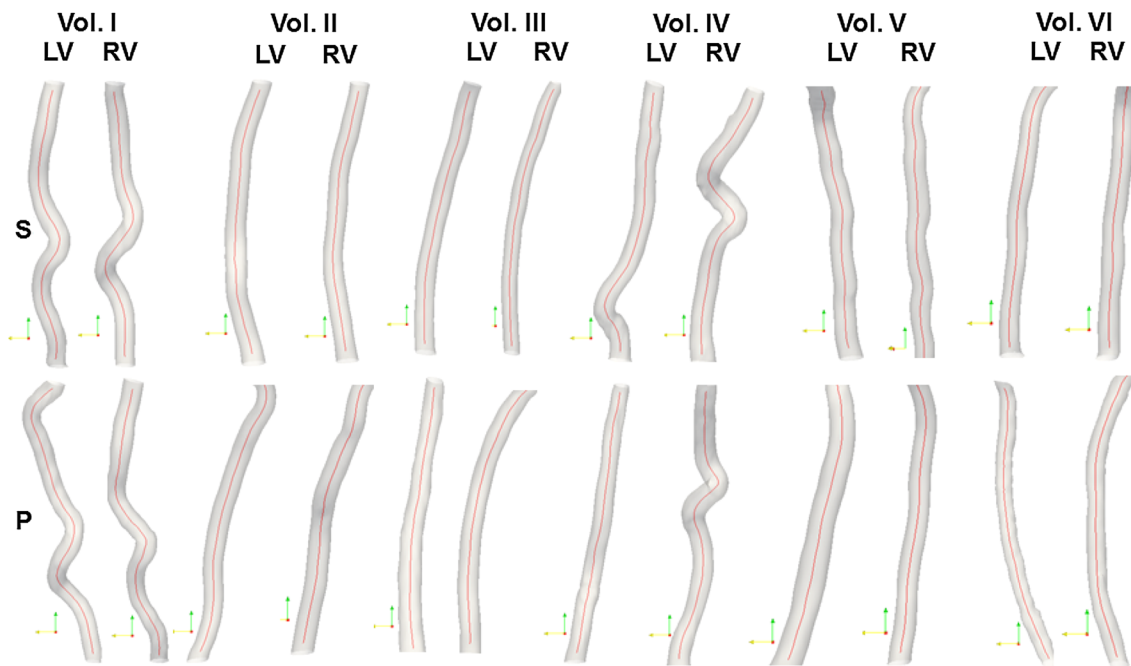 Vol. I Vol. II Vol. III Vol. IV Vol. V Vol. VI
LV RV LV RV LV RV LV RV LV RV LV RV
S
P